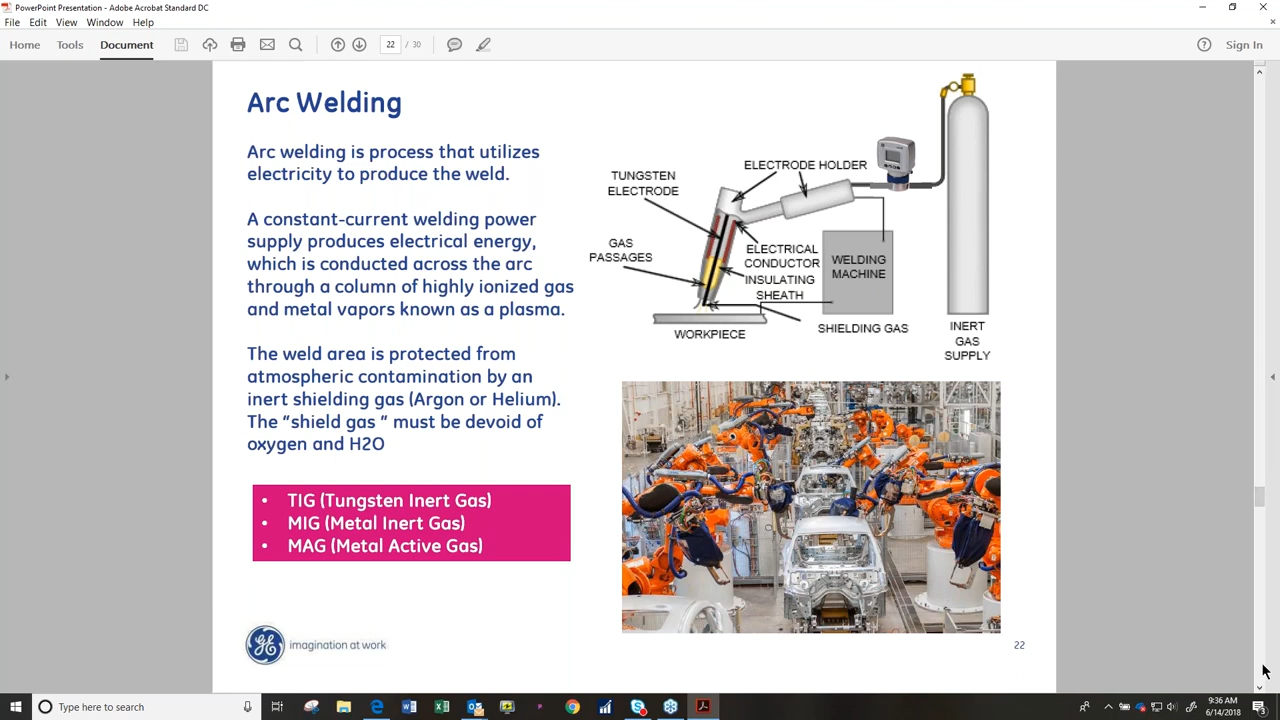 PowerPoint Presentation - Adobe Acrobat Standard DC
File Edit View Window Help
Home Tools Document 22 / 30 Sign In
Arc Welding
Arc welding is process that utilizes
electricity to produce the weld.
A constant-current welding power
supply produces electrical energy,
which is conducted across the arc
through a column of highly ionized gas
and metal vapors known as a plasma.
The weld area is protected from
atmospheric contamination by an
inert shielding gas (Argon or Helium).
The “shield gas ” must be devoid of
oxygen and H2O
• TIG (Tungsten Inert Gas)
• MIG (Metal Inert Gas)
• MAG (Metal Active Gas)
ELECTRODE HOLDER
TUNGSTEN
ELECTRODE
GAS
PASSAGES
ELECTRICAL
CONDUCTOR
INSULATING
SHEATH
WELDING
MACHINE
WORKPIECE
SHIELDING GAS
INERT
GAS
SUPPLY
imagination at work
22
Type here to search
9:36 AM
6/14/2018